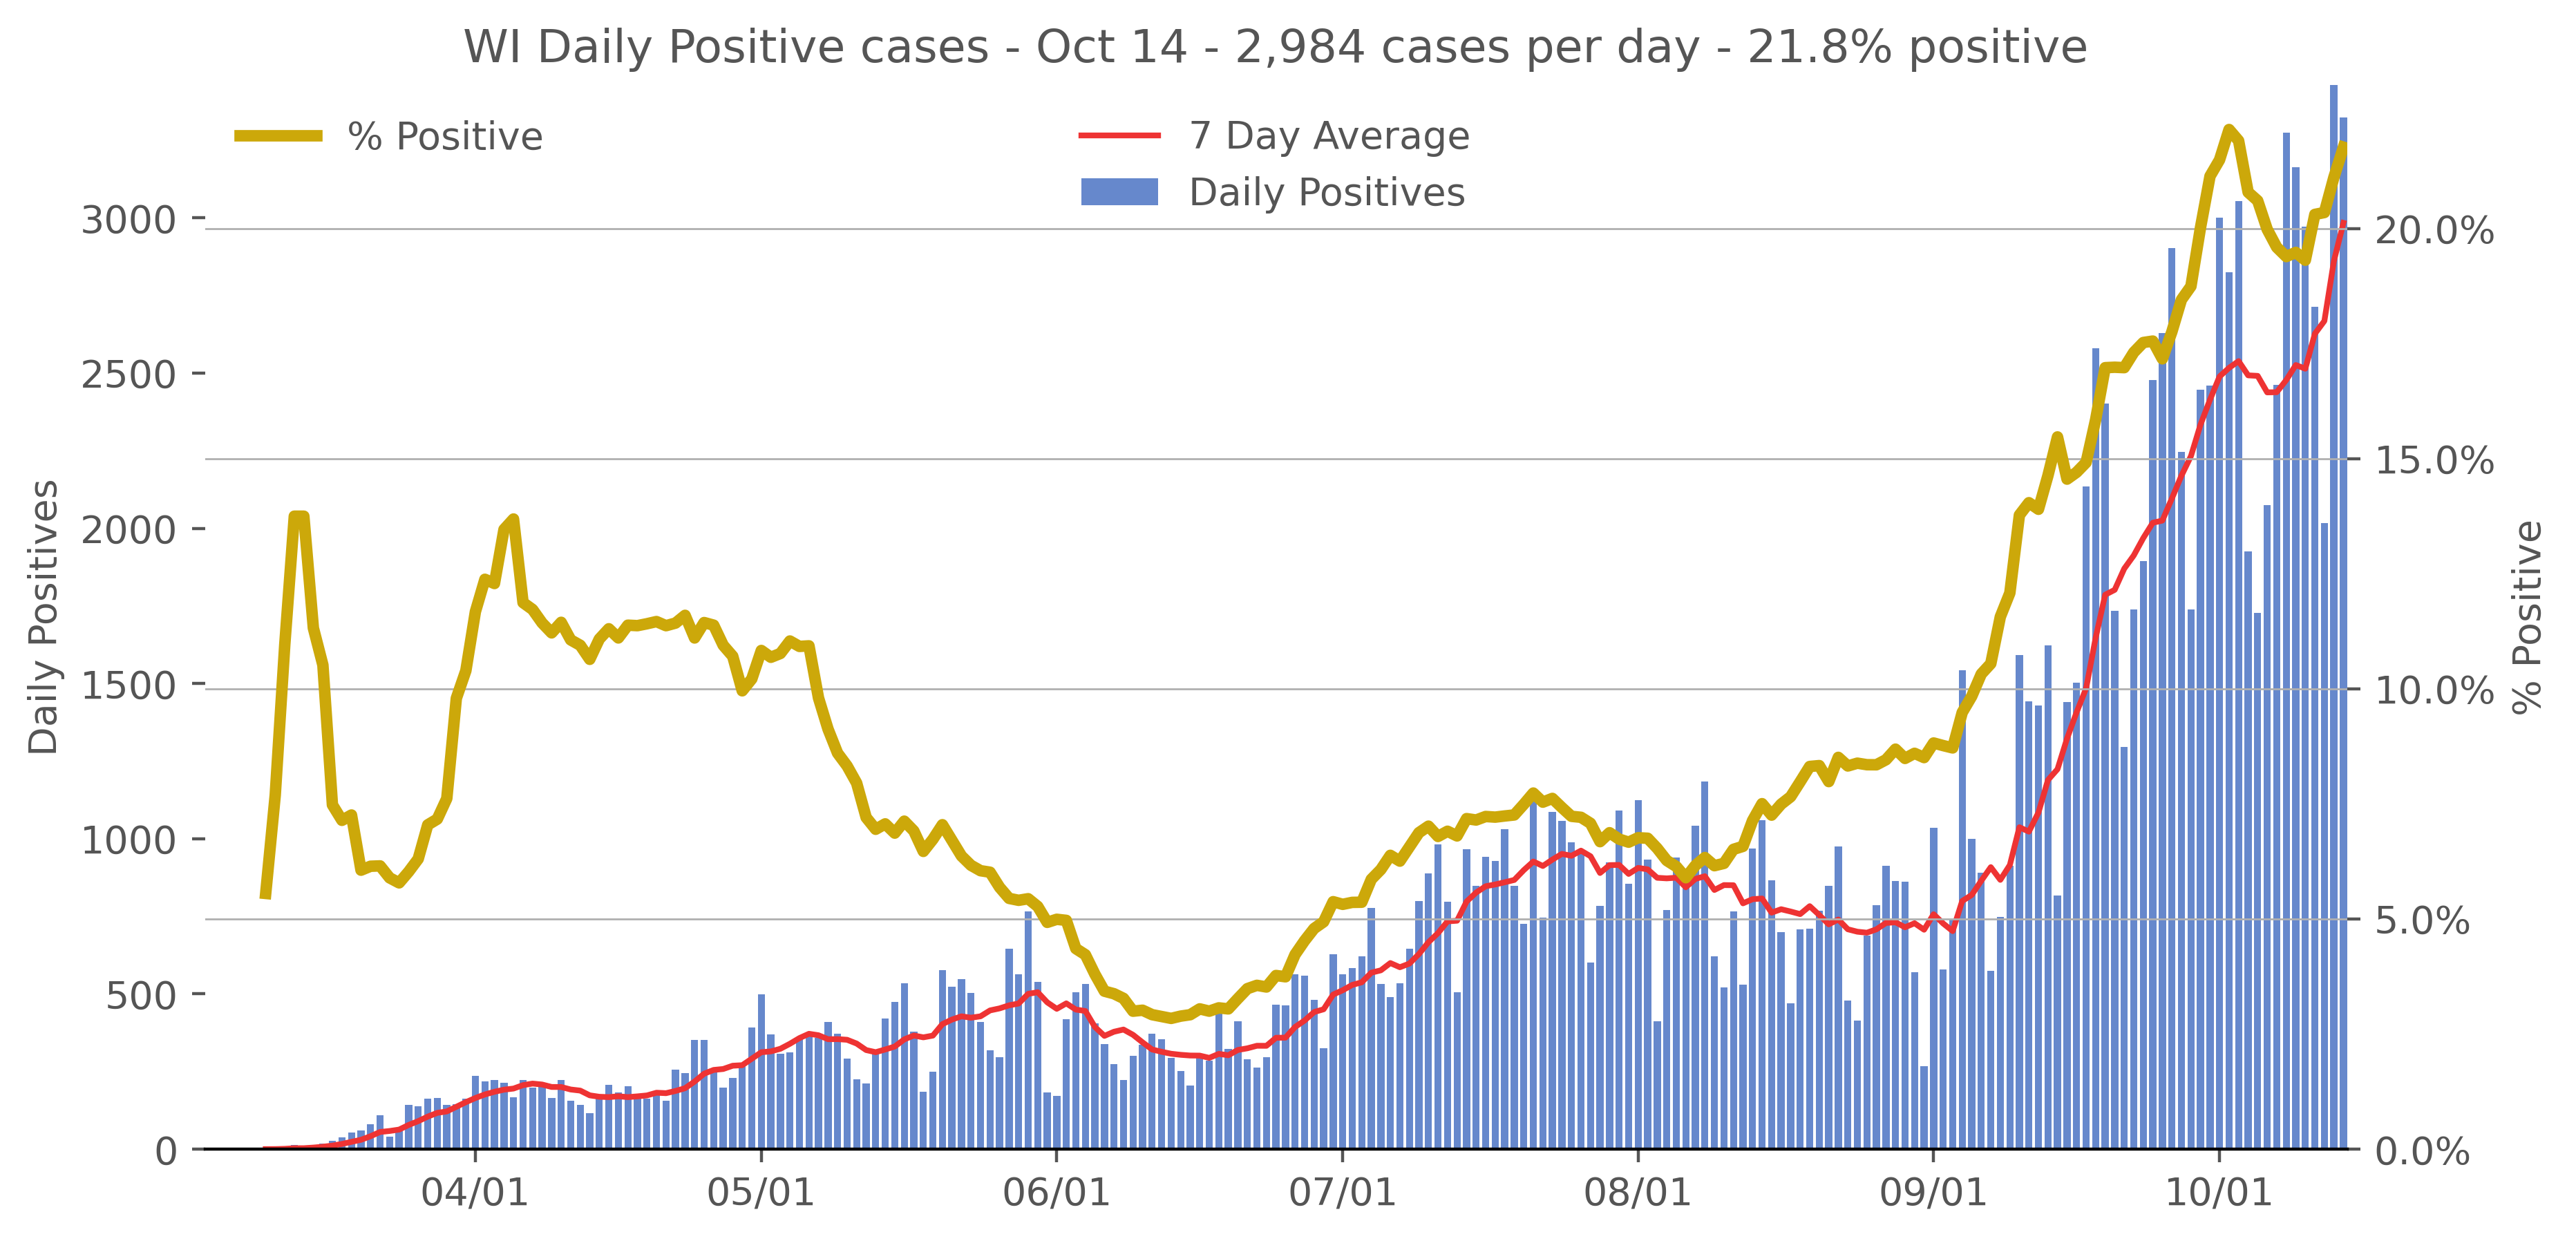 WI Daily Positive cases - Oct 14 - 2,984 cases per day - 21.8% positive
% Positive
7 Day Average
Daily Positives
3000
2500
2000
1500
1000
500
0
Daily Positives
20.0%
15.0%
10.0%
5.0%
0.0%
% Positive
04/01 05/01 06/01 07/01 08/01 09/01 10/01